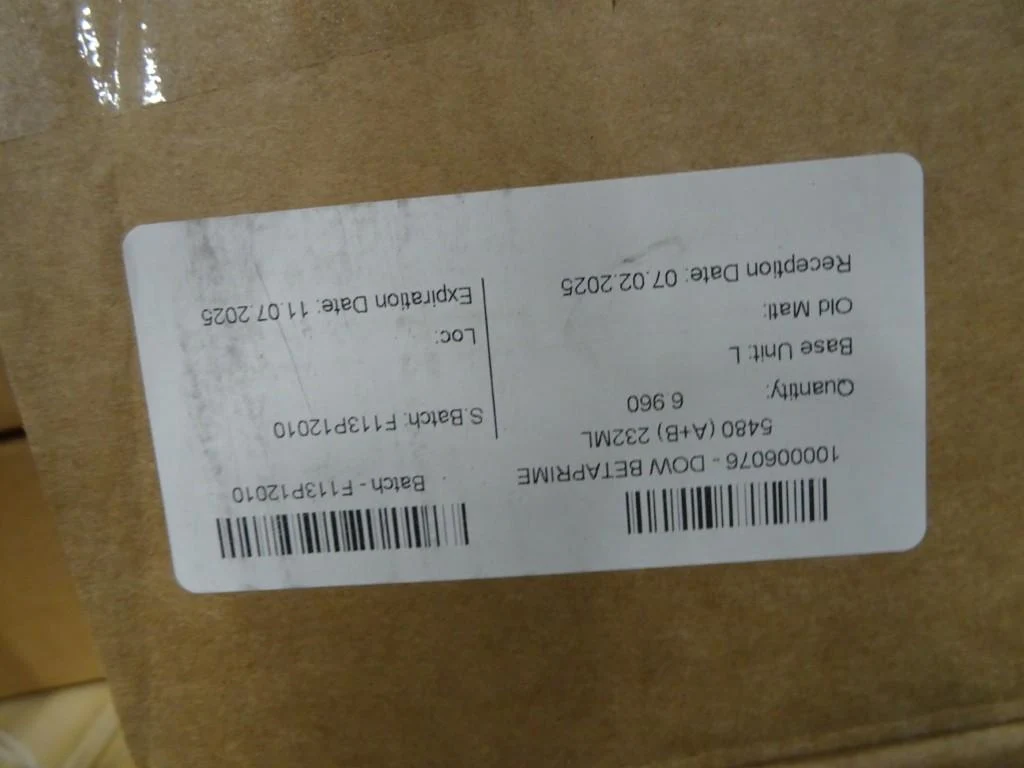 10006076 - DOW BETAPRIME
5480 (A+B) 232ML
Quantity: 6 960
Base Unit: L
Old Matl:
Reception Date: 07.02.2025
Batch - F113P12010
S.Batch: F113P12010
Loc:
Expiration Date: 11.07.2025